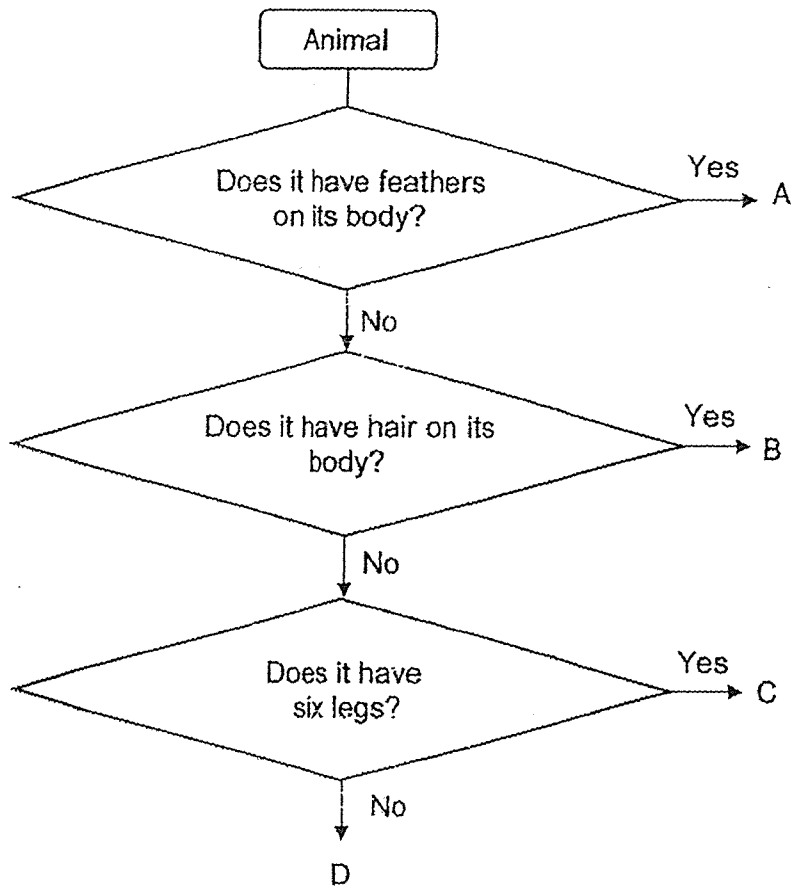 Animal
Does it have feathers
on its body?
Yes
A
No
Does it have hair on its
body?
Yes
B
No
Does it have
six legs?
Yes
C
No
D